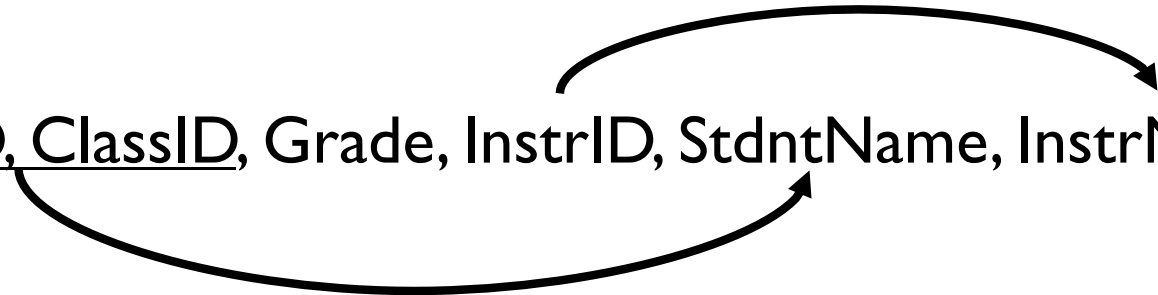 , ClassID, Grade, InstrID, StdntName,